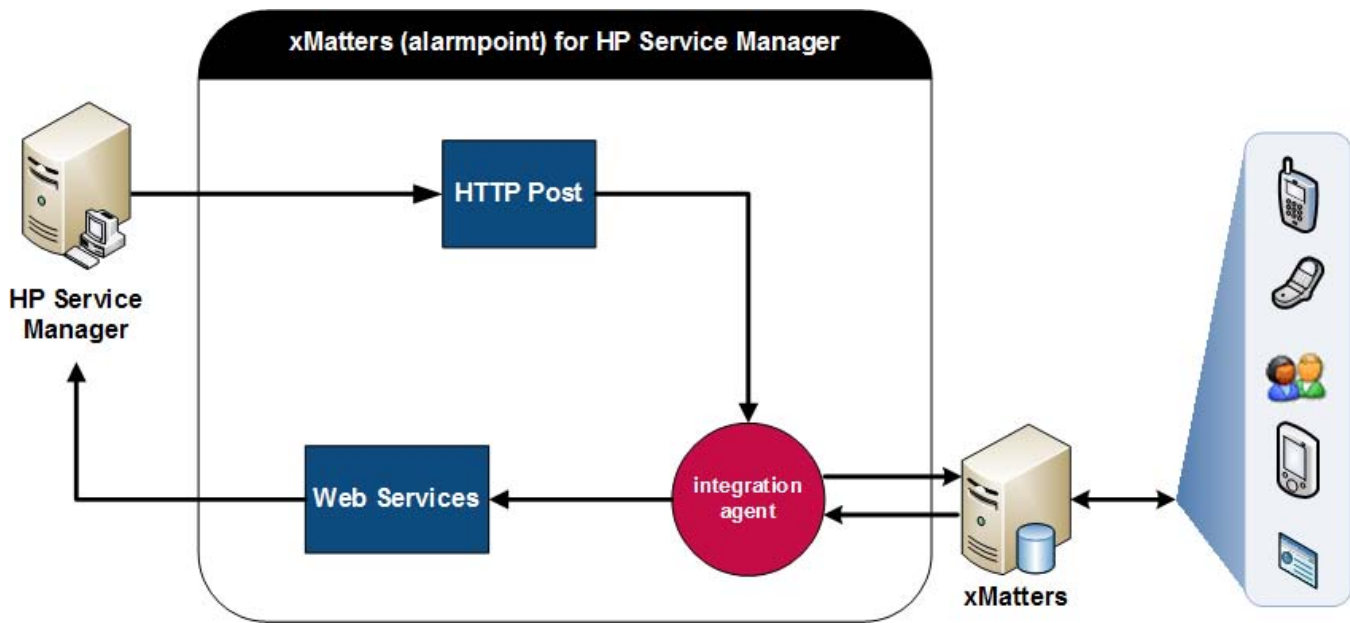 xMatters (alarmpoint) for HP Service Manager
HTTP Post
HP Service
Manager
Web Services
integration
agent
xMatters